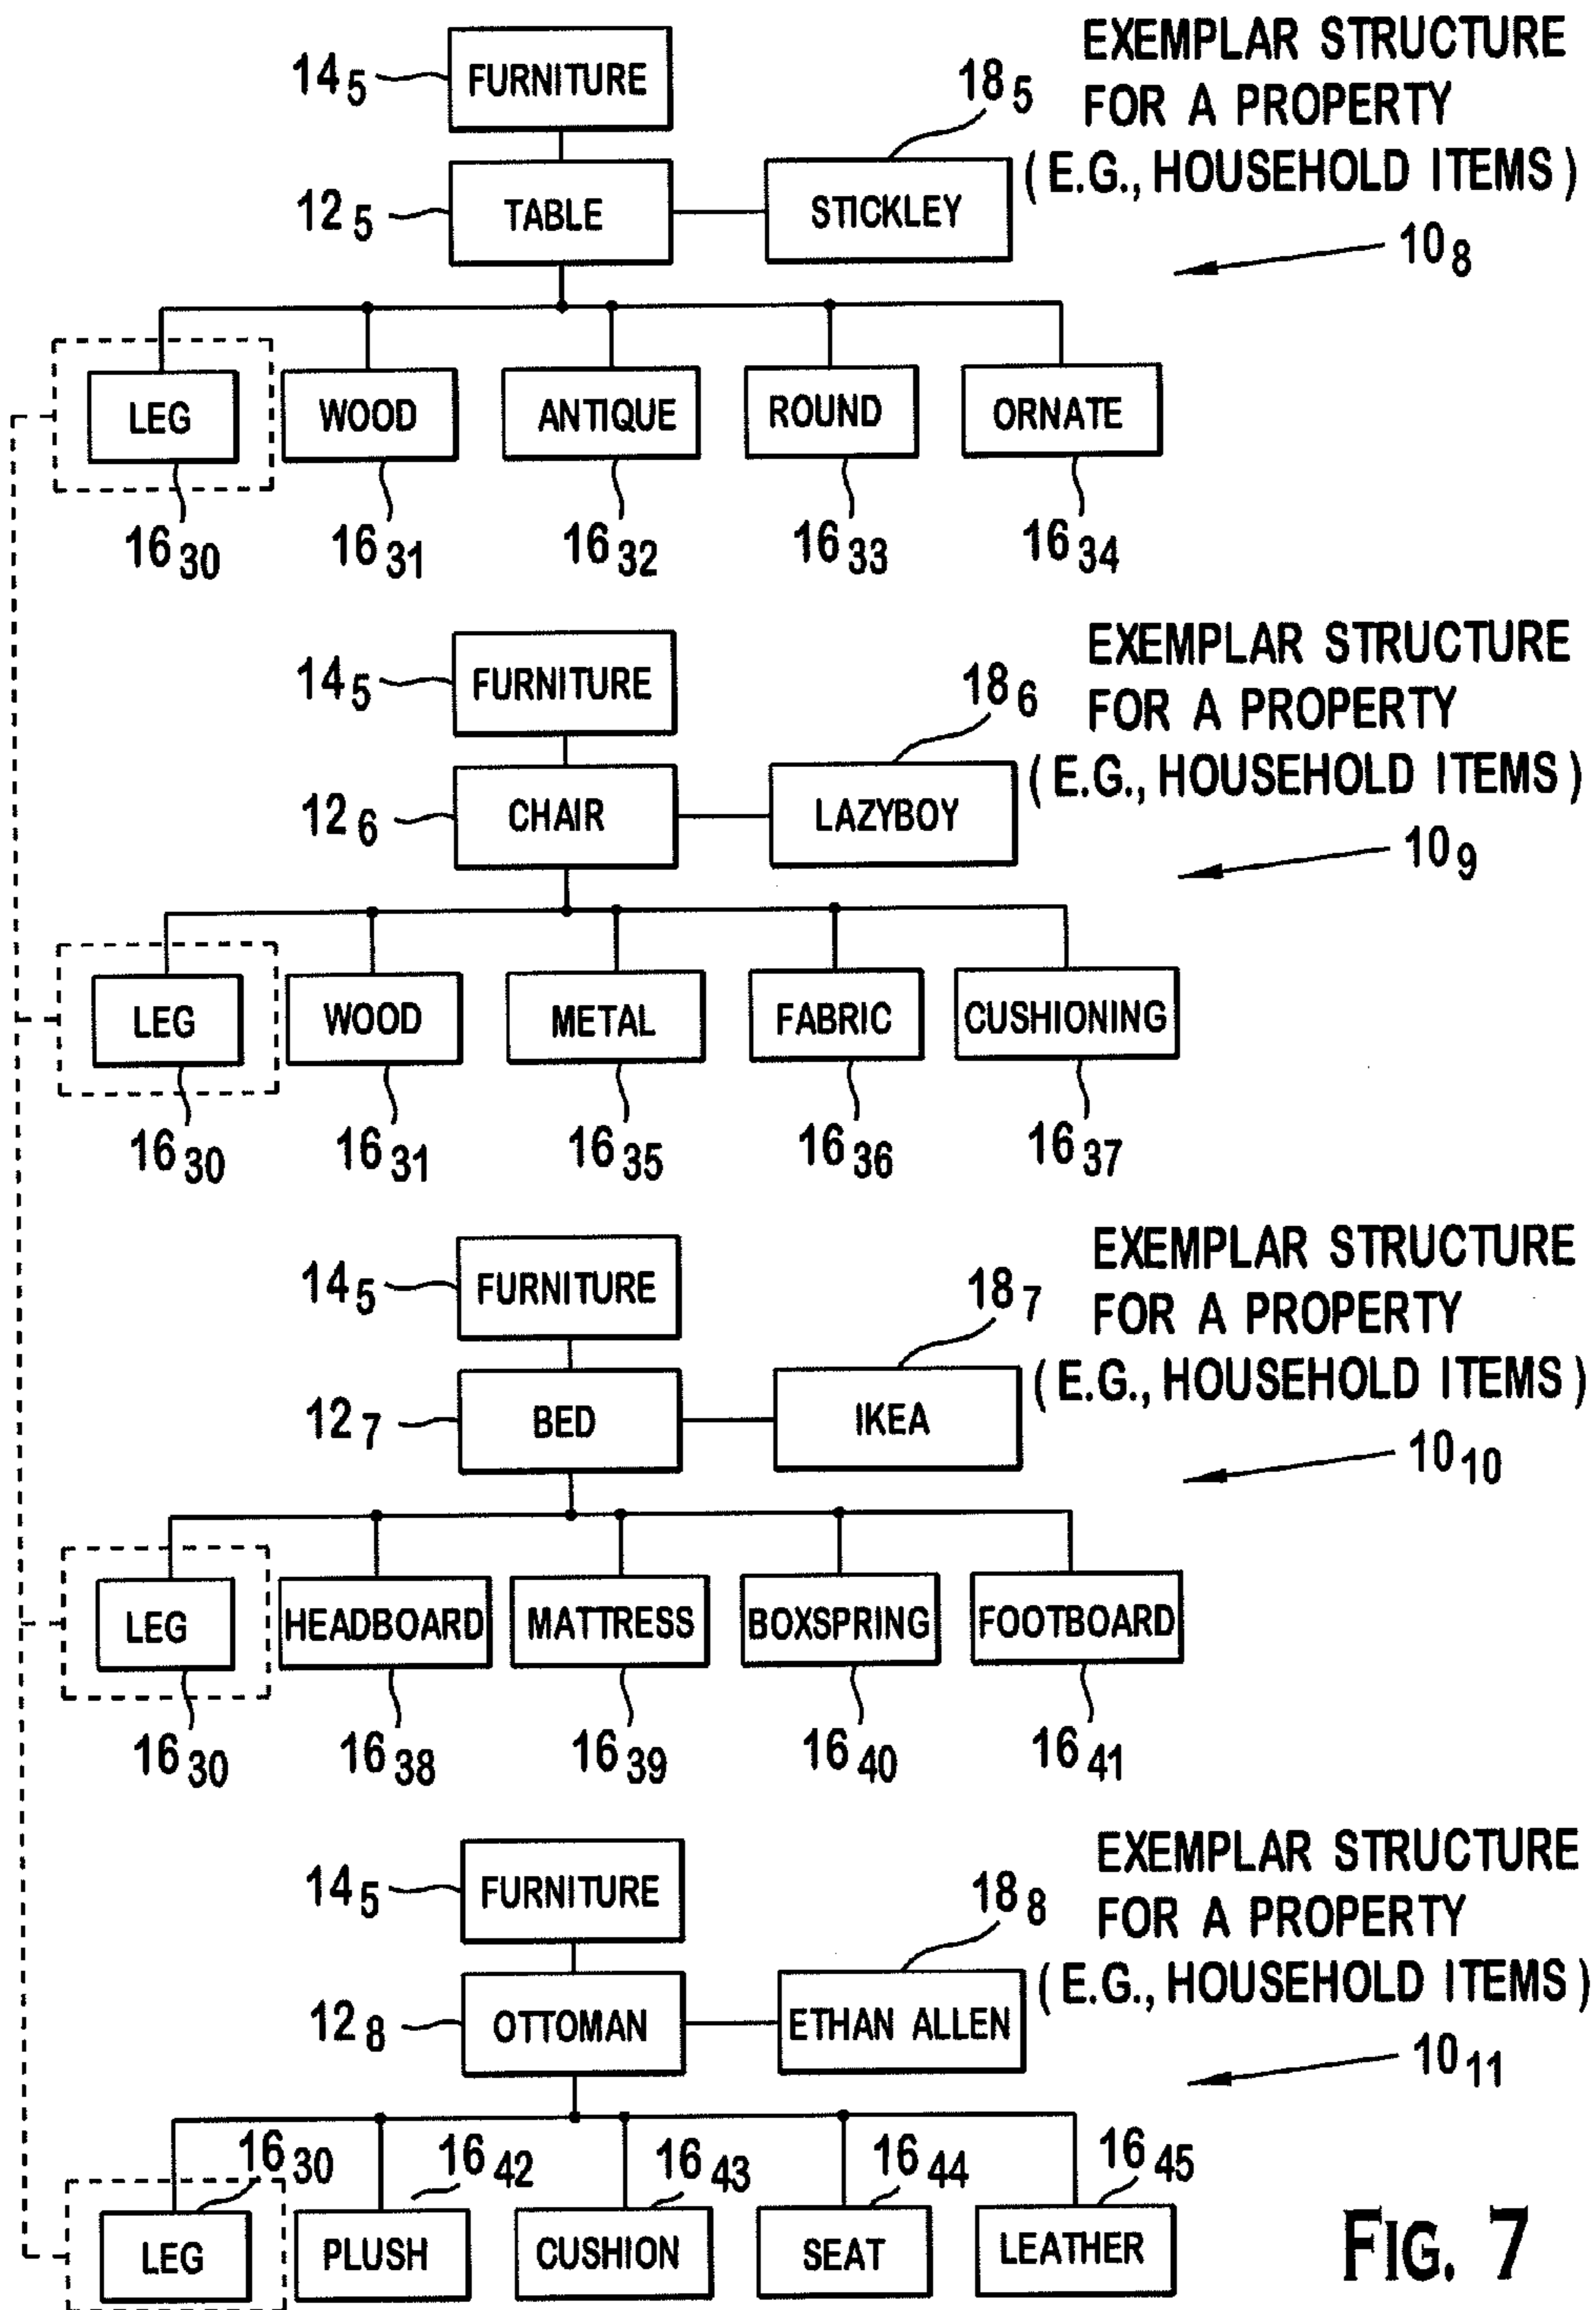 EXEMPLAR STRUCTURE
FOR A PROPERTY
(E.G., HOUSEHOLD ITEMS)
14 5
FURNITURE
18 5
12 5
TABLE
STICKLEY
10 8
LEG
WOOD
ANTIQUE
ROUND
ORNATE
16 30
16 31
16 32
16 33
16 34
EXEMPLAR STRUCTURE
FOR A PROPERTY
(E.G., HOUSEHOLD ITEMS)
14 5
FURNITURE
18 6
12 6
CHAIR
LAZYBOY
10 9
LEG
WOOD
METAL
FABRIC
CUSHIONING
16 30
16 31
16 35
16 36
16 37
EXEMPLAR STRUCTURE
FOR A PROPERTY
(E.G., HOUSEHOLD ITEMS)
14 5
FURNITURE
18 7
12 7
BED
IKEA
10 10
LEG
HEADBOARD
MATTRESS
BOXSPRING
FOOTBOARD
16 30
16 38
16 39
16 40
16 41
EXEMPLAR STRUCTURE
FOR A PROPERTY
(E.G., HOUSEHOLD ITEMS)
14 5
FURNITURE
18 8
12 8
OTTOMAN
ETHAN ALLEN
10 11
16 30
16 42
16 43
16 44
16 45
LEG
PLUSH
CUSHION
SEAT
LEATHER
FIG. 7